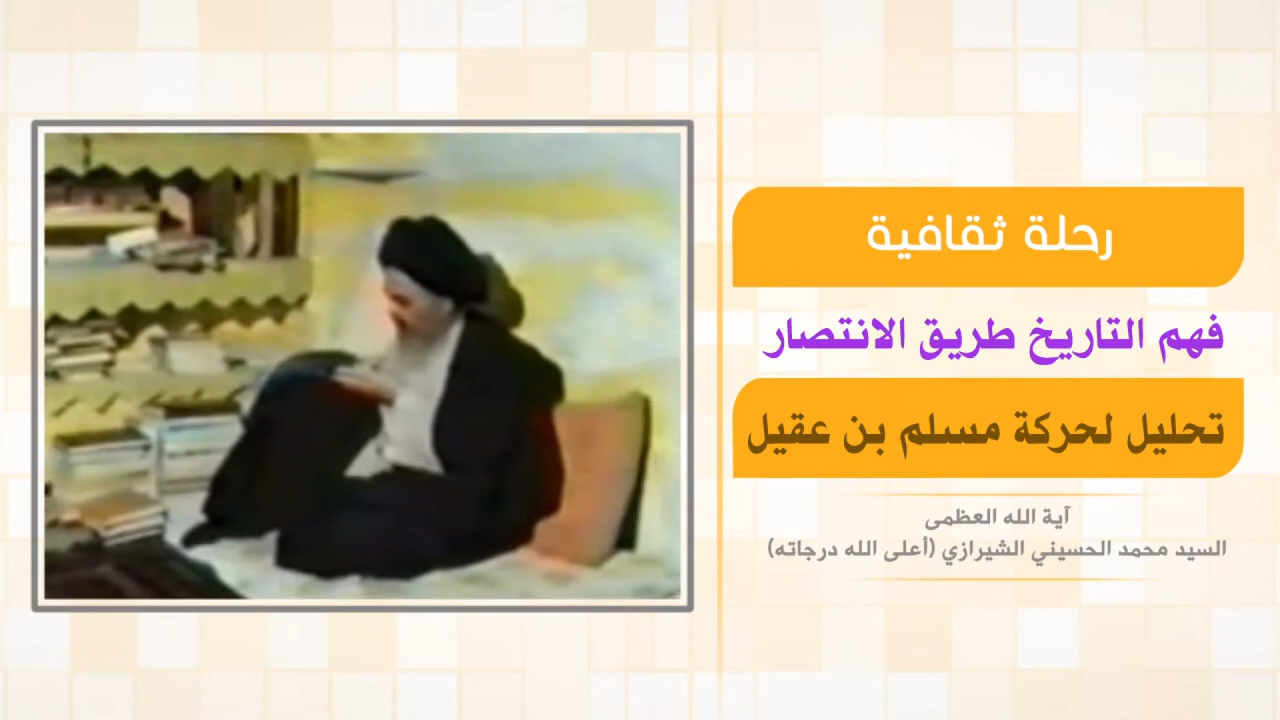 رحلة ثقافية
فهم التاريخ طريق الانتصار
تحليل لحركة مسلم بن عقيل
آية الله العظمى
السيد محمد الحسيني الشيرازي (أعلى الله درجاته)